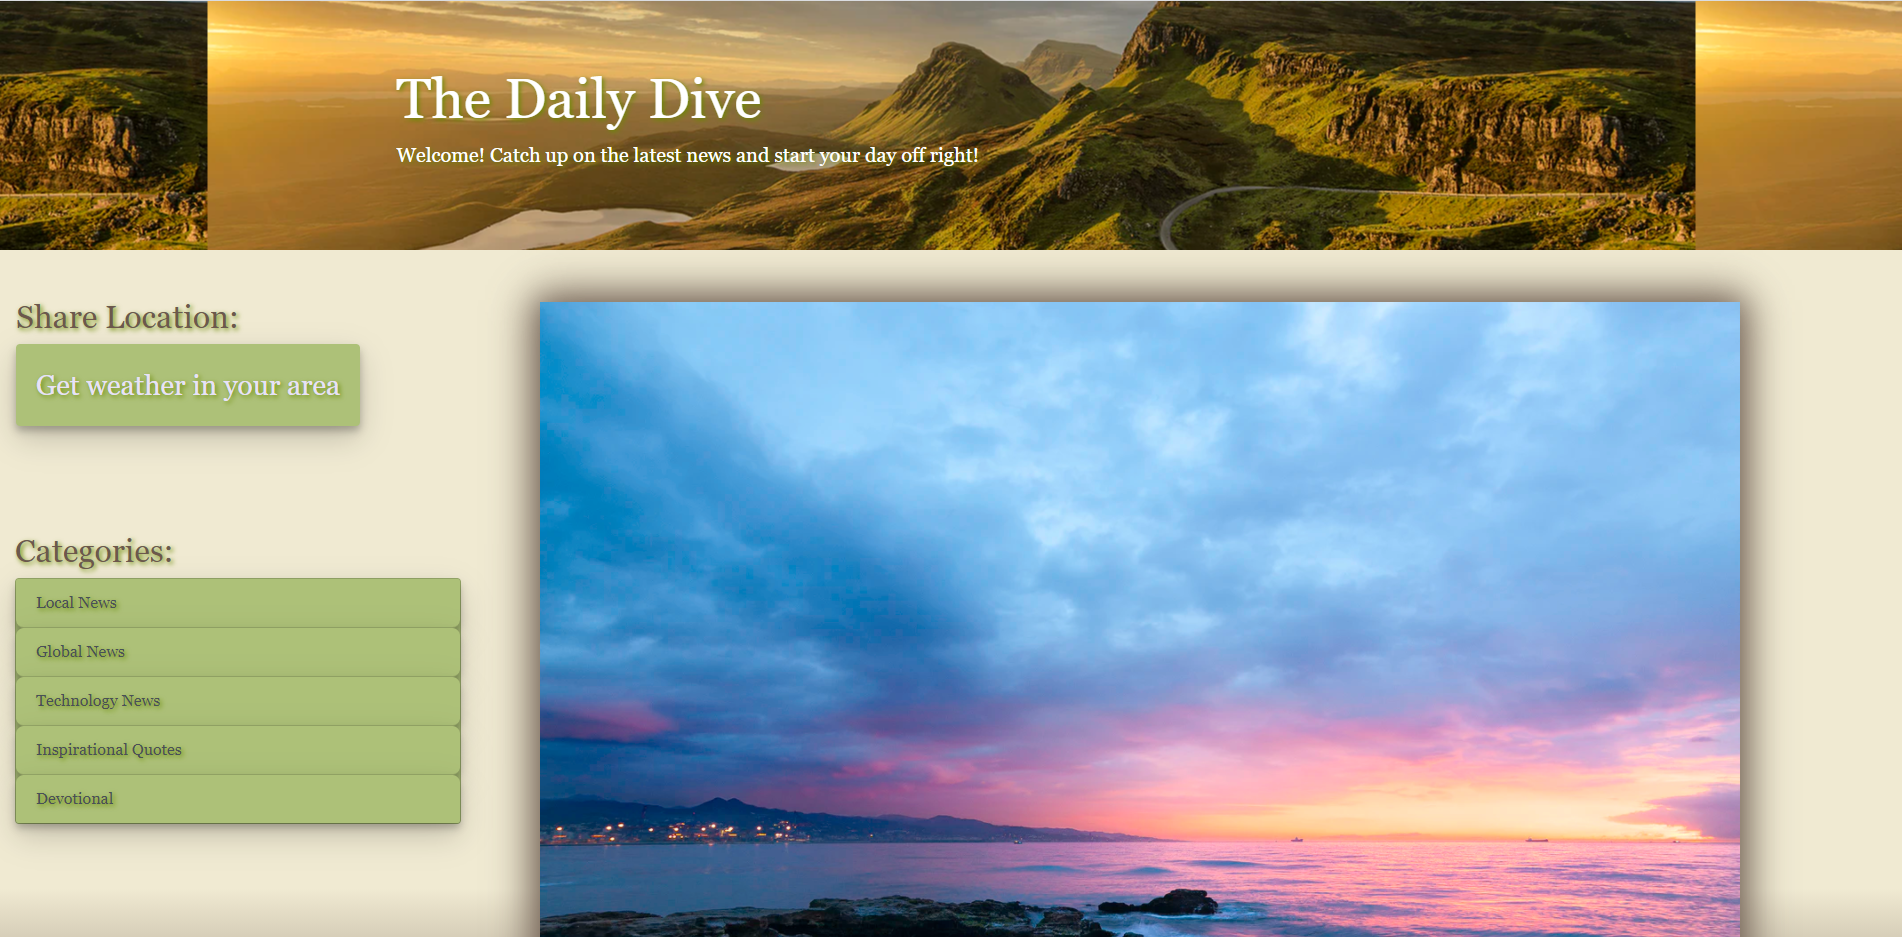 The Daily Dive
Welcome! Catch up on the latest news and start your day off right!
Share Location:
Get weather in your area
Categories:
Local News
Global News
Technology News
Inspirational Quotes
Devotional